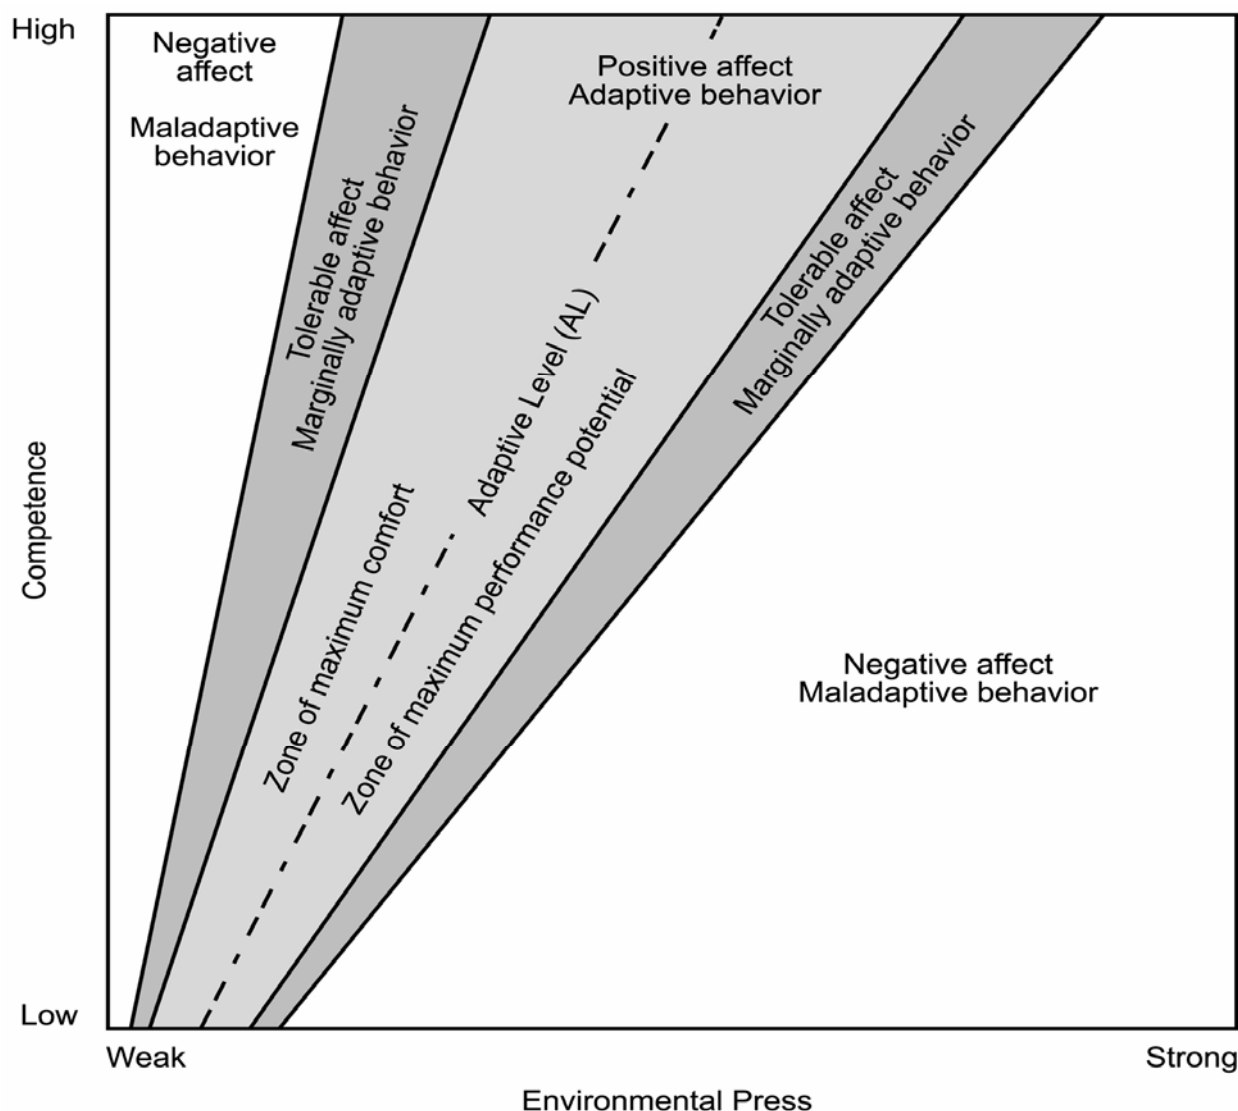 High
Negative
affect
Maladaptive
behavior
Positive affect
Adaptive behavior
Tolerable affect
Marginally adaptive behavior
Tolerable affect
Marginally adaptive behavior
Adaptive Level (AL)
Zone of maximum comfort
Zone of maximum performance potential
Competence
Negative affect
Maladaptive behavior
Low
Weak
Strong
Environmental Press